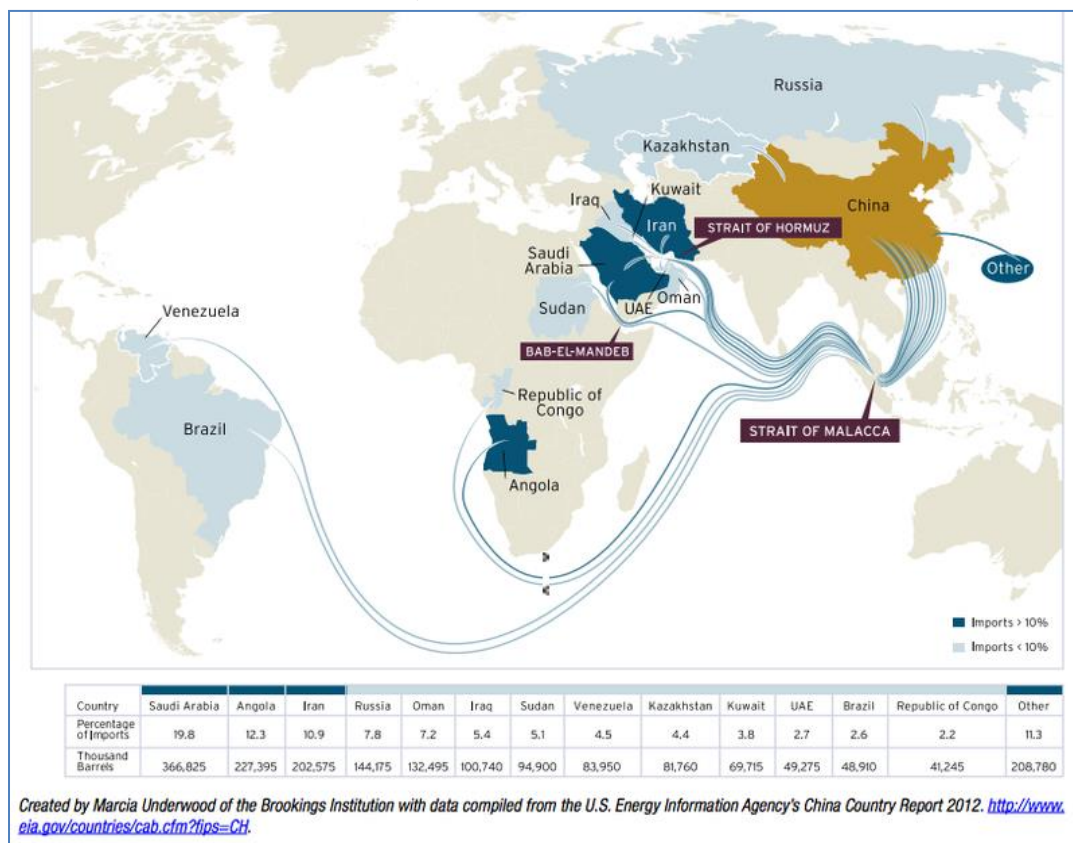 Russia
Kazakhstan
Kuwait
Iraq
Iran
China
STRAIT OF HORMUZ
Saudi
Arabia
Other
Oman
UAE
Sudan
Venezuela
BAB-EL-MANDEB
Republic of
Congo
STRAIT OF MALACCA
Brazil
Angola
Imports > 10%
Imports < 10%
Country Saudi Arabia Angola Iran Russia Oman Iraq Sudan Venezuela Kazakhstan Kuwait UAE Brazil Republic of Congo Other
Percentage
of Imports 19.8 12.3 10.9 7.8 7.2 5.4 5.1 4.5 4.4 3.8 2.7 2.6 2.2 11.3
Thousand
Barrels 366,825 227,395 202,575 144,175 132,495 100,740 94,900 83,950 81,760 69,715 49,275 48,910 41,245 208,780
Created by Marcia Underwood of the Brookings Institution with data compiled from the U.S. Energy Information Agency's China Country Report 2012. http://www.
eia.gov/countries/cab.cfm?fips=CH.